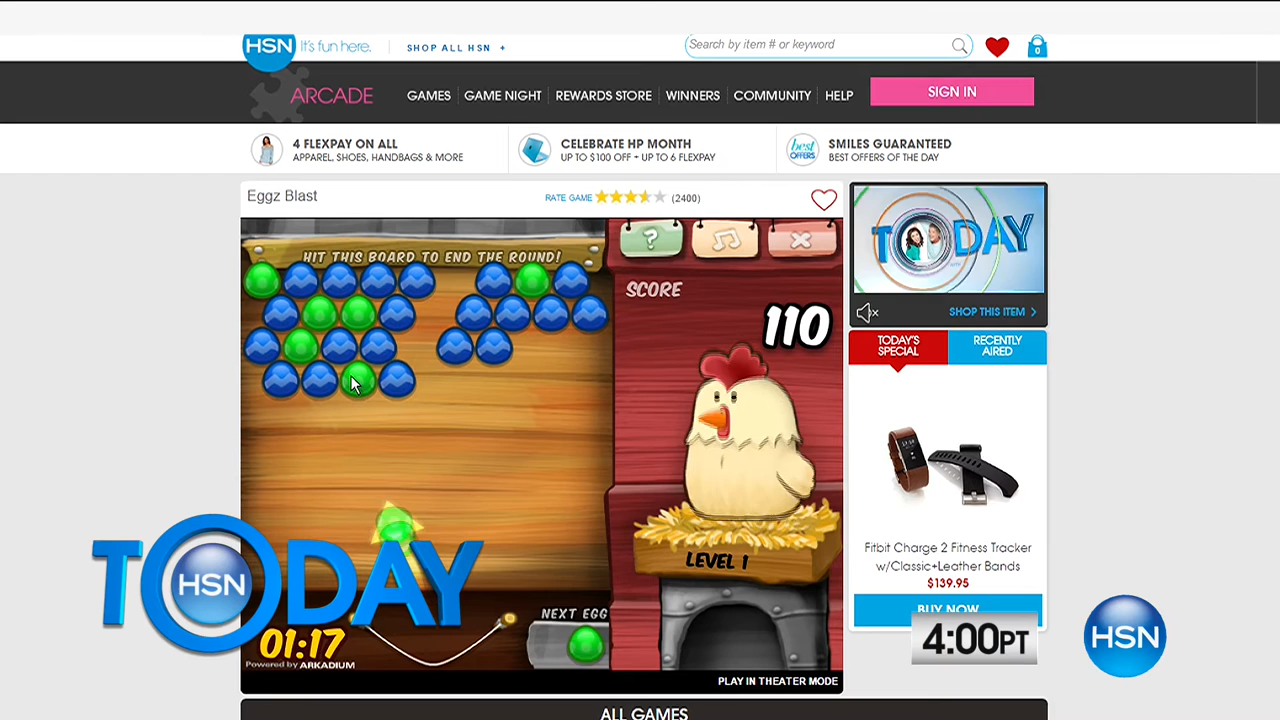 HSN It's fun here.
SHOP ALL HSN +
Search by item # or keyword
0
ARCADE
GAMES
GAME NIGHT
REWARDS STORE
WINNERS
COMMUNITY
HELP
SIGN IN
4 FLEXPAY ON ALL
APPAREL, SHOES, HANDBAGS & MORE
CELEBRATE HP MONTH
UP TO $100 OFF + UP TO 6 FLEXPAY
best OFFERS
SMILES GUARANTEED
BEST OFFERS OF THE DAY
Eggz Blast
RATE GAME
(2400)
HIT THIS BOARD TO END THE ROUND!
?
SCORE
110
LEVEL 1
NEXT EGG
01:17
Powered by ARKADIUM
PLAY IN THEATER MODE
TODAY
SHOP THIS ITEM >
TODAY'S
SPECIAL
RECENTLY
AIRED
Fitbit Charge 2 Fitness Tracker
w/Classic+Leather Bands
$139.95
BUY NOW
TODAY
HSN
4:00PT
HSN
ALL GAMES